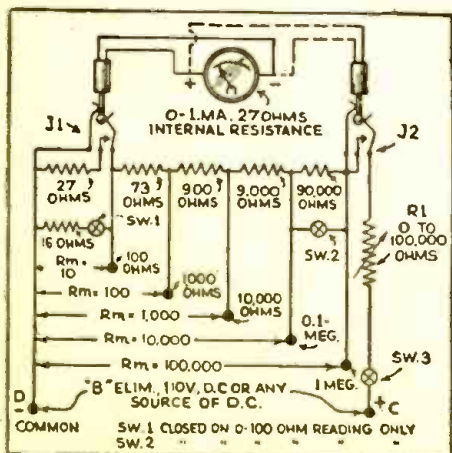 + -
0-1.MA, 27 OHMS
INTERNAL RESISTANCE
J1
J2
27
OHMS
73
OHMS
900
OHMS
9,000
OHMS
90,000
OHMS
SW.1
16 OHMS
SW.2
R1
0 TO
100,000
OHMS
Rm=
10
100
OHMS
Rm=100
1000
OHMS
Rm=1,000
10,000
OHMS
Rm=10,000
0.1-
MEG.
Rm=100,000
1 MEG.
SW.3
"B" ELIM, 110V, D.C OR ANY
SOURCE OF D.C.
D
-
+C
COMMON
SW.1 CLOSED ON 0-100 OHM READING ONLY
SW.2 " " " " " "